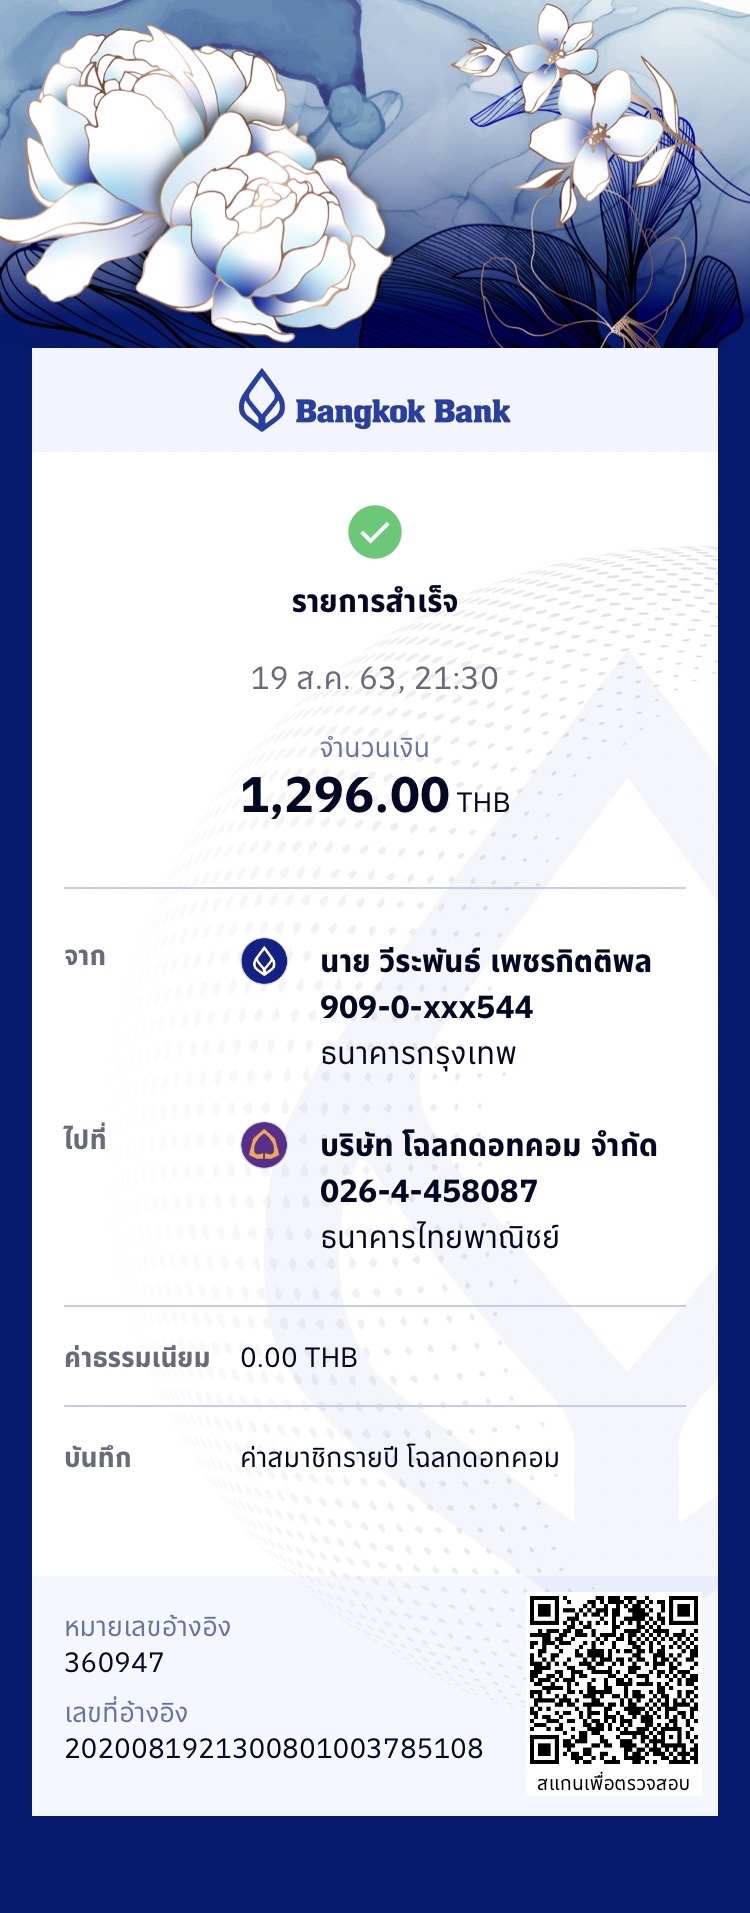 Bangkok Bank
รายการสำเร็จ
19 ส.ค. 63, 21:30
จำนวนเงิน
1,296.00 THB
จาก
นาย วีระพันธ์ เพชรกิตติพล
909-0-xxx544
ธนาคารกรุงเทพ
ไปที่
บริษัท โฉลกดอทคอม จำกัด
026-4-458087
ธนาคารไทยพาณิชย์
ค่าธรรมเนียม 0.00 THB
บันทึก ค่าสมาชิกรายปี โฉลกดอทคอม
หมายเลขอ้างอิง
360947
เลขที่อ้างอิง
2020081921300801003785108
สแกนเพื่อตรวจสอบ